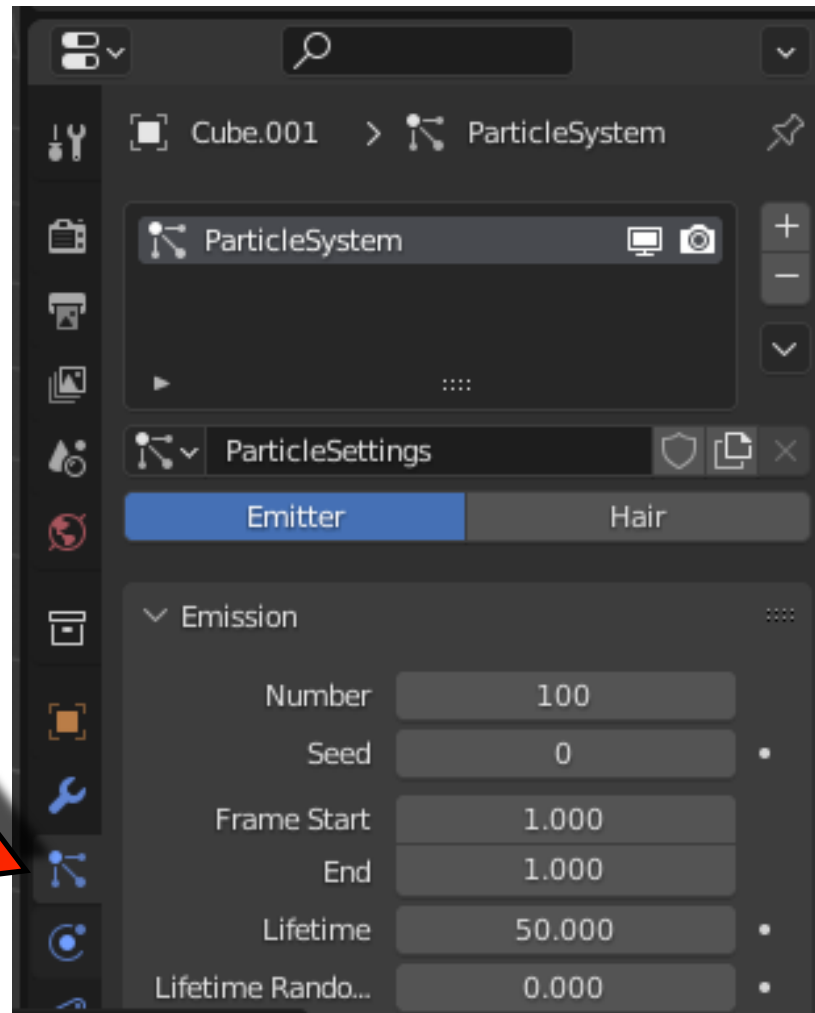 Cube.001 > ParticleSystem
ParticleSystem
ParticleSettings
Emitter Hair
Emission
Number 100
Seed 0
Frame Start 1.000
End 1.000
Lifetime 50.000
Lifetime Rando... 0.000